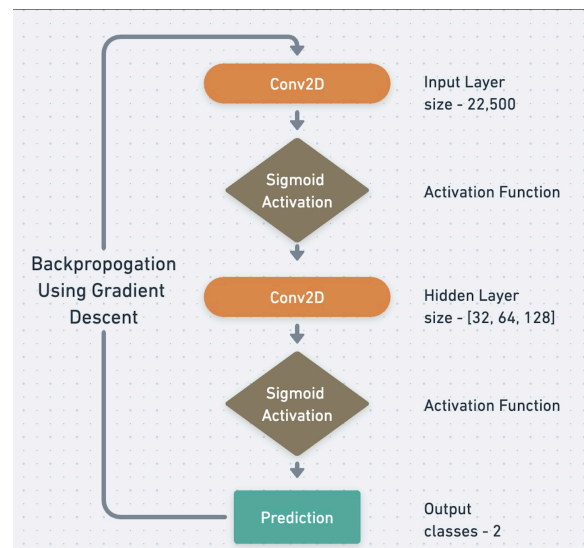 Conv2D
Input Layer
size - 22,500
Sigmoid
Activation
Activation Function
Backpropogation
Using Gradient
Descent
Conv2D
Hidden Layer
size - [32, 64, 128]
Sigmoid
Activation
Activation Function
Prediction
Output
classes - 2